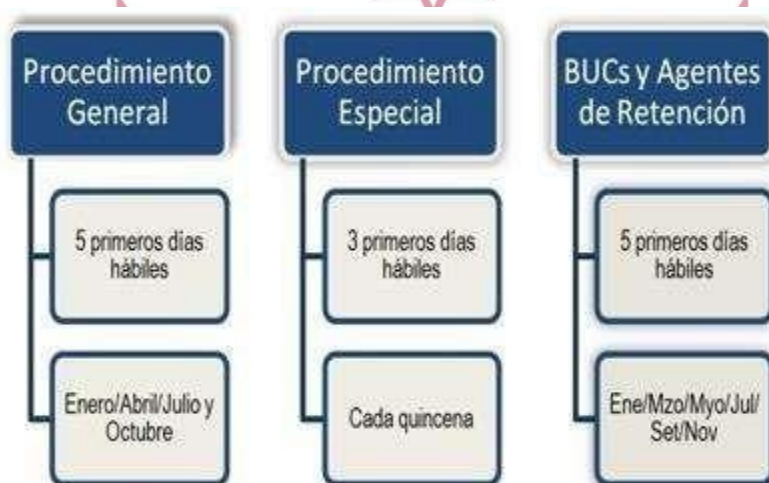 Procedimiento
General
5 primeros días
hábiles
Enero/Abril/Julio y
Octubre
Procedimiento
Especial
3 primeros días
hábiles
Cada quincena
BUCs y Agentes
de Retención
5 primeros días
hábiles
Ene/Mzo/Myo/Jul/
Set/Nov